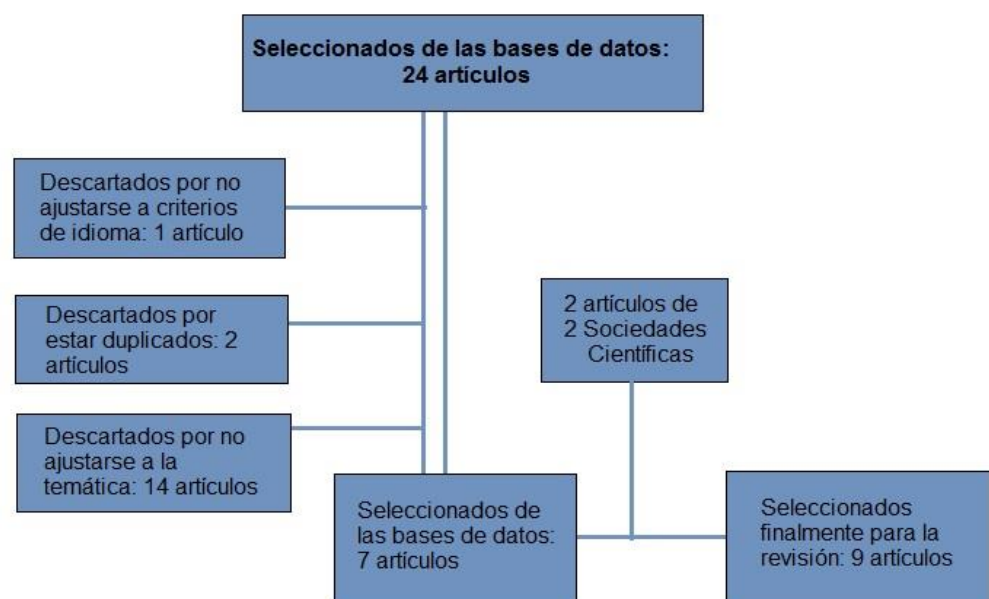 Seleccionados de las bases de datos:
24 artículos
Descartados por no
ajustarse a criterios
de idioma: 1 artículo
Descartados por
estar duplicados: 2
artículos
Descartados por no
ajustarse a la
temática: 14 artículos
2 artículos de
2 Sociedades
Científicas
Seleccionados de
las bases de datos:
7 artículos
Seleccionados
finalmente para la
revisión: 9 artículos